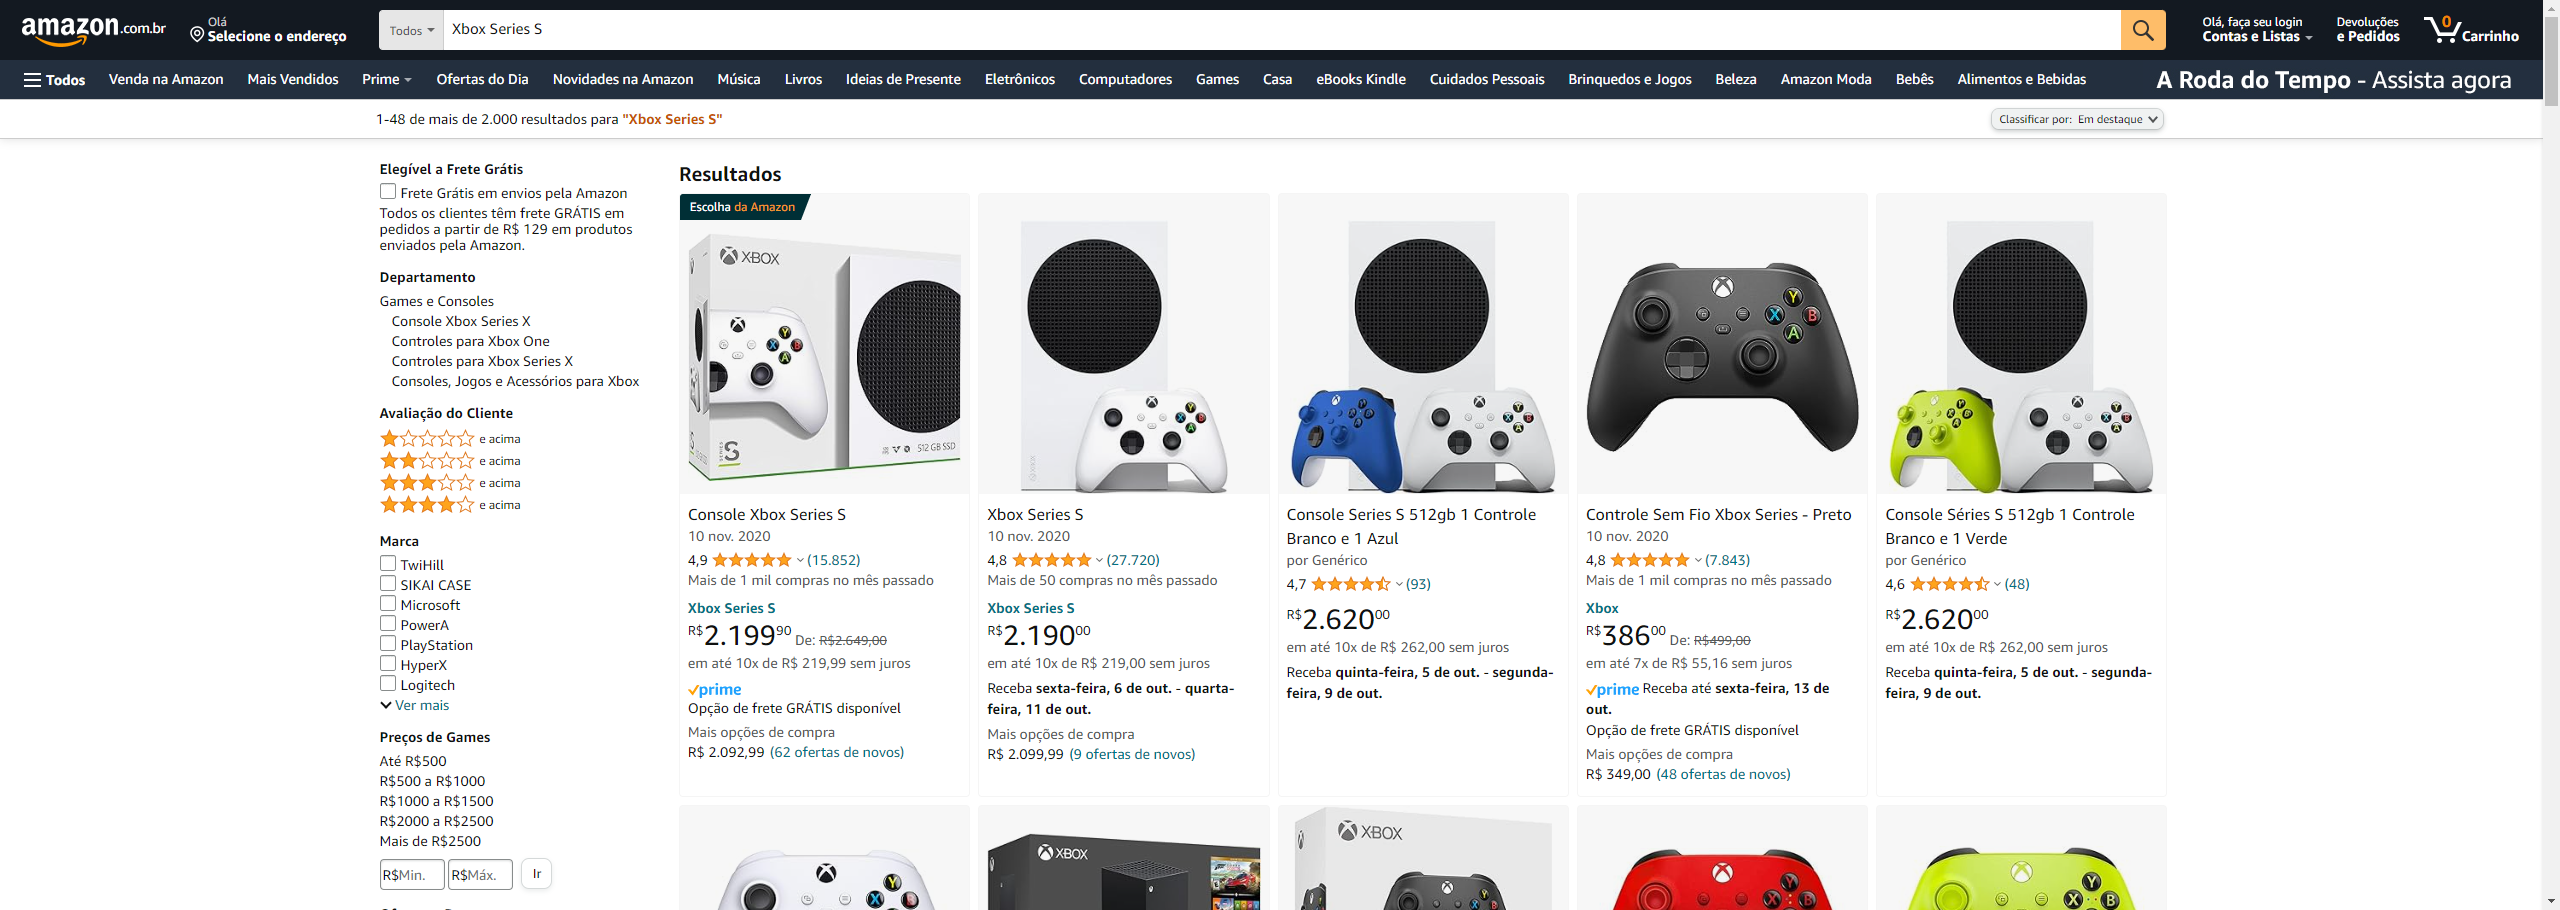 amazon.com.br
Olá
Selecione o endereço
Todos
Xbox Series S
Olá, faça seu login
Contas e Listas
Devoluções
e Pedidos
0
Carrinho
Todos
Venda na Amazon
Mais Vendidos
Prime
Ofertas do Dia
Novidades na Amazon
Música
Livros
Ideias de Presente
Eletrônicos
Computadores
Games
Casa
eBooks Kindle
Cuidados Pessoais
Brinquedos e Jogos
Beleza
Amazon Moda
Bebês
Alimentos e Bebidas
A Roda do Tempo - Assista agora
1-48 de mais de 2.000 resultados para "Xbox Series S"
Classificar por: Em destaque
Elegível a Frete Grátis
Frete Grátis em envios pela Amazon
Todos os clientes têm frete GRÁTIS em
pedidos a partir de R$ 129 em produtos
enviados pela Amazon.
Departamento
Games e Consoles
Console Xbox Series X
Controles para Xbox One
Controles para Xbox Series X
Consoles, Jogos e Acessórios para Xbox
Avaliação do Cliente
e acima
e acima
e acima
e acima
Marca
TwiHill
SIKAI CASE
Microsoft
PowerA
PlayStation
HyperX
Logitech
Ver mais
Preços de Games
Até R$500
R$500 a R$1000
R$1000 a R$1500
R$2000 a R$2500
Mais de R$2500
R$Min.
R$Máx.
Ir
Resultados
Escolha da Amazon
XBOX
SERIES S
512 GB SSD
Console Xbox Series S
10 nov. 2020
4,9 (15.852)
Mais de 1 mil compras no mês passado
Xbox Series S
R$2.19990 De: R$2.649,00
em até 10x de R$ 219,99 sem juros
prime
Opção de frete GRÁTIS disponível
Mais opções de compra
R$ 2.092,99 (62 ofertas de novos)
Xbox Series S
10 nov. 2020
4,8 (27.720)
Mais de 50 compras no mês passado
Xbox Series S
R$2.19000
em até 10x de R$ 219,00 sem juros
Receba sexta-feira, 6 de out. - quarta-
feira, 11 de out.
Mais opções de compra
R$ 2.099,99 (9 ofertas de novos)
Console Series S 512gb 1 Controle
Branco e 1 Azul
por Genérico
4,7 (93)
R$2.62000
em até 10x de R$ 262,00 sem juros
Receba quinta-feira, 5 de out. - segunda-
feira, 9 de out.
Y
X
B
A
Controle Sem Fio Xbox Series - Preto
10 nov. 2020
4,8 (7.843)
Mais de 1 mil compras no mês passado
Xbox
R$38600 De: R$499,00
em até 7x de R$ 55,16 sem juros
prime Receba até sexta-feira, 13 de
out.
Opção de frete GRÁTIS disponível
Mais opções de compra
R$ 349,00 (48 ofertas de novos)
Console Séries S 512gb 1 Controle
Branco e 1 Verde
por Genérico
4,6 (48)
R$2.62000
em até 10x de R$ 262,00 sem juros
Receba quinta-feira, 5 de out. - segunda-
feira, 9 de out.
Y
X
B
XBOX
XBOX
Y
X
B
Y
X
B
Y
X
B